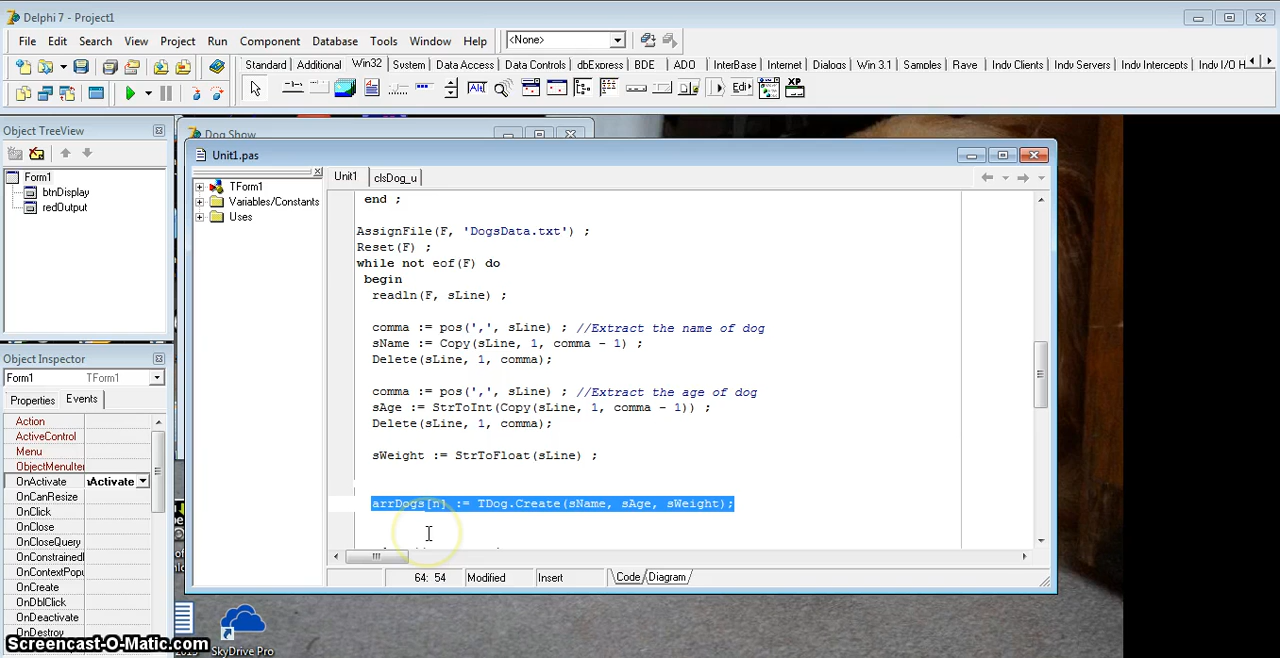 Delphi 7 - Project1
File Edit Search View Project Run Component Database Tools Window Help <None>
Standard Additional Win32 System Data Access Data Controls dbExpress BDE ADO InterBase Internet Dialogs Win 3.1 Samples Rave Indy Clients Indy Servers Indy Intercepts Indy I/O H
Object TreeView
Form1
btnDisplay
redOutput
Dog Show
Unit1.pas
Unit1 clsDog_u
TForm1
Variables/Constants
Uses
end ;
AssignFile(F, 'DogsData.txt') ;
Reset(F) ;
while not eof(F) do
begin
readln(F, sLine) ;
comma := pos(',', sLine) ; //Extract the name of dog
sName := Copy(sLine, 1, comma - 1) ;
Delete(sLine, 1, comma);
comma := pos(',', sLine) ; //Extract the age of dog
sAge := StrToInt(Copy(sLine, 1, comma - 1)) ;
Delete(sLine, 1, comma);
sWeight := StrToFloat(sLine) ;
arrDogs[n] := TDog.Create(sName, sAge, sWeight);
64: 54 Modified Insert Code Diagram
Object Inspector
Form1 TForm1
Properties Events
Action
ActiveControl
Menu
ObjectMenuIter
OnActivate Activate
OnCanResize
OnClick
OnClose
OnCloseQuery
OnConstrained
OnContextPop
OnCreate
OnDblClick
OnDeactivate
OnDestroy
Screencast-O-Matic.com
SkyDrive Pro